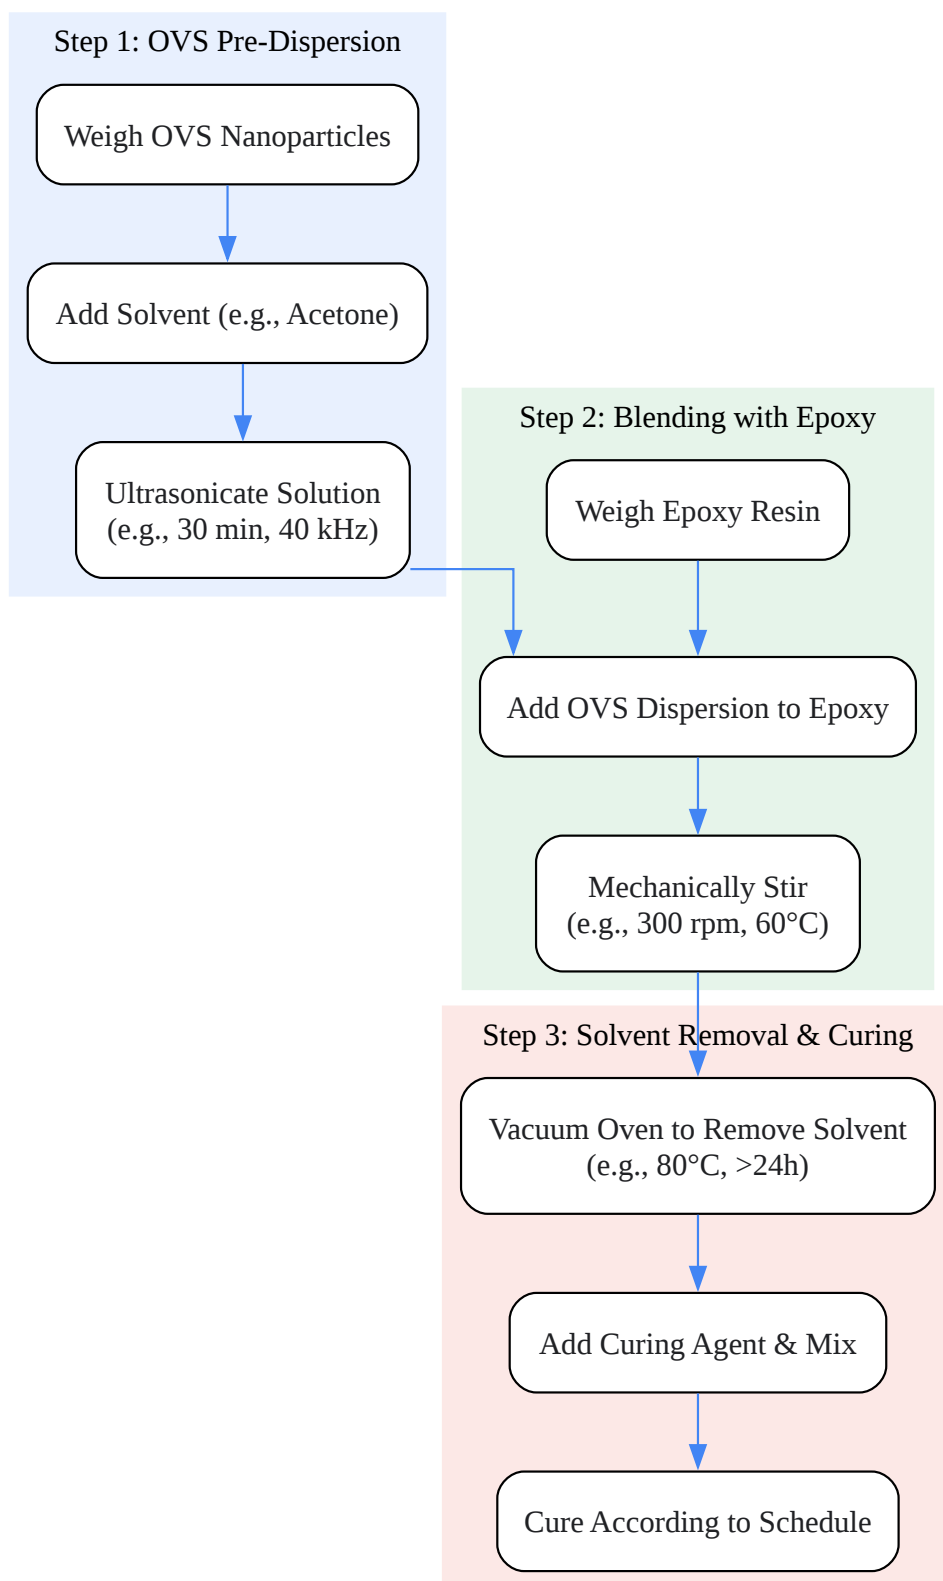 Step 1: OVS Pre-Dispersion
Weigh OVS Nanoparticles
Add Solvent (e.g., Acetone)
Ultrasonicate Solution
(e.g., 30 min, 40 kHz)
Step 2: Blending with Epoxy
Weigh Epoxy Resin
Add OVS Dispersion to Epoxy
Mechanically Stir
(e.g., 300 rpm, 60°C)
Step 3: Solvent Removal & Curing
Vacuum Oven to Remove Solvent
(e.g., 80°C, >24h)
Add Curing Agent & Mix
Cure According to Schedule